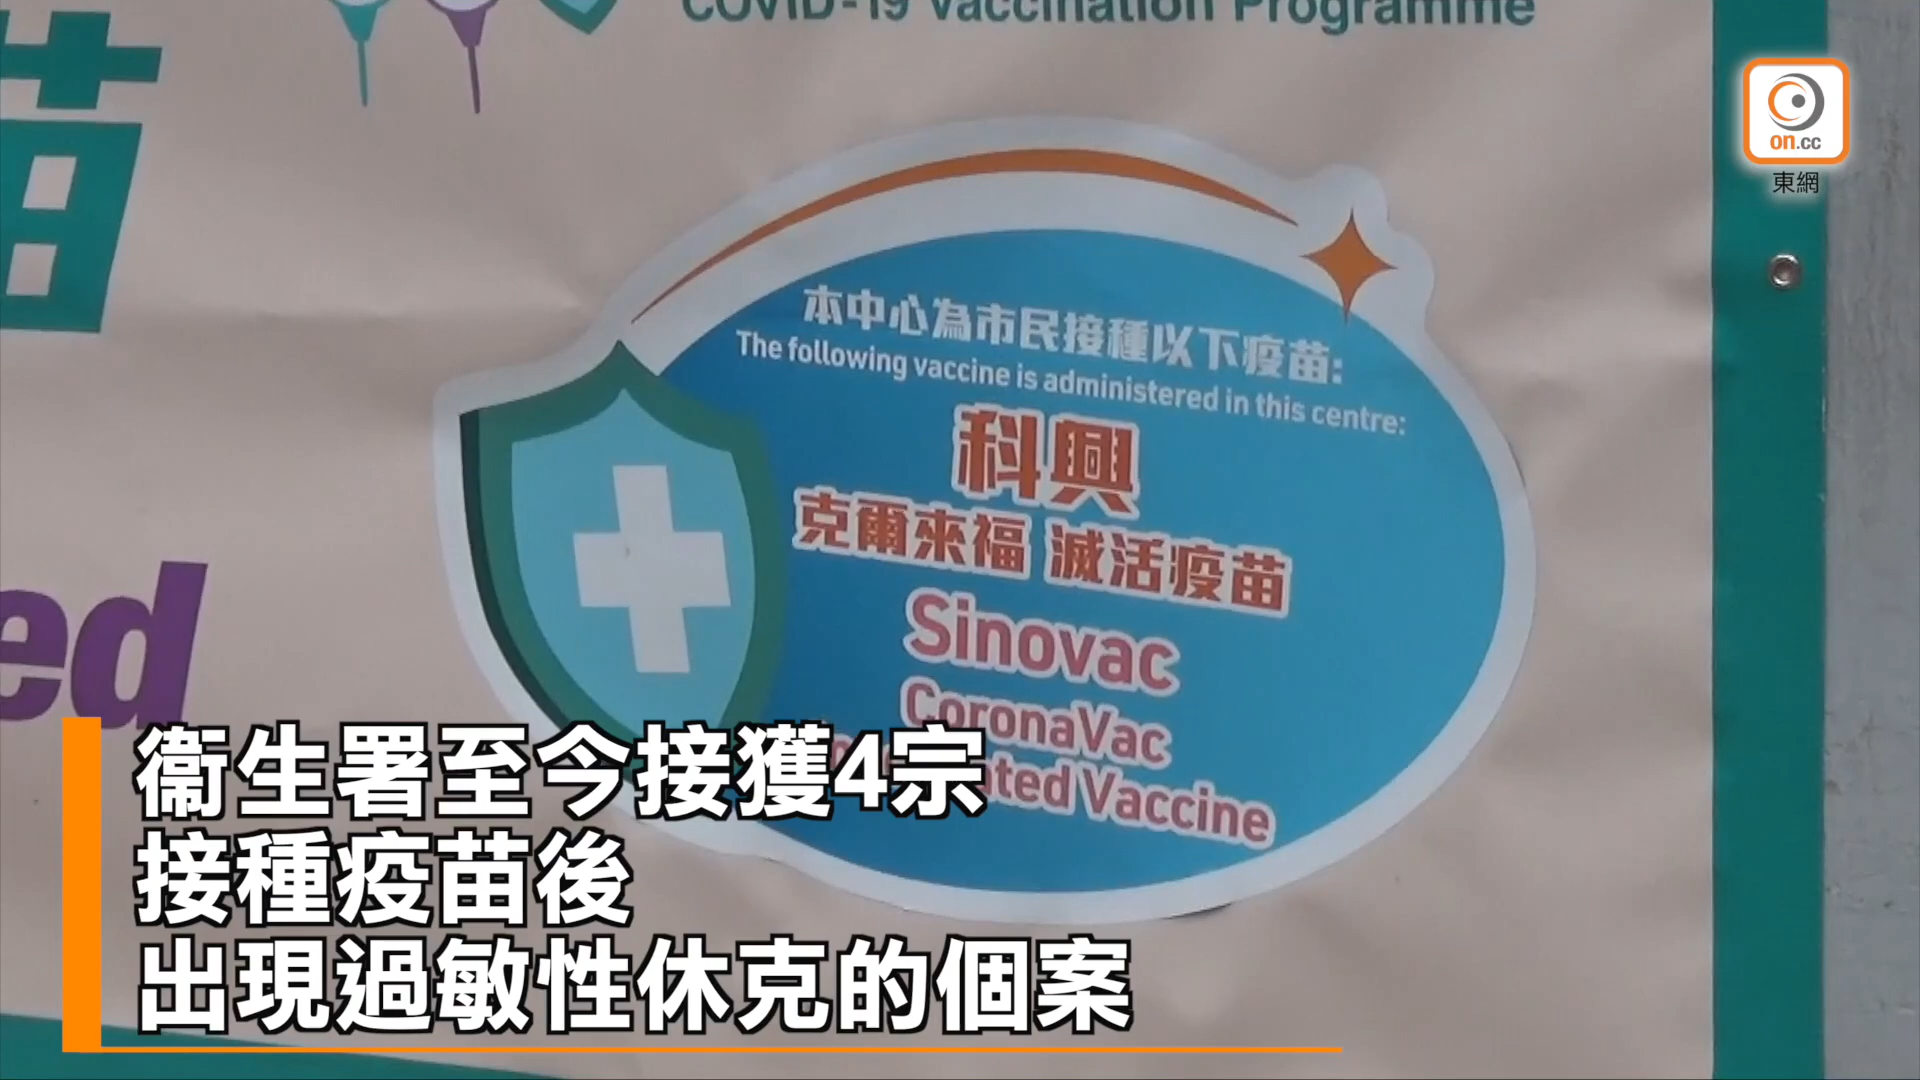 COVID-19 Vaccination Programme
苗
on.cc
東網
本中心為市民接種以下疫苗:
The following vaccine is administered in this centre:
科興
克爾來福 滅活疫苗
Sinovac
CoronaVac
Vaccine
ed
衞生署至今接獲4宗
接種疫苗後
出現過敏性休克的個案